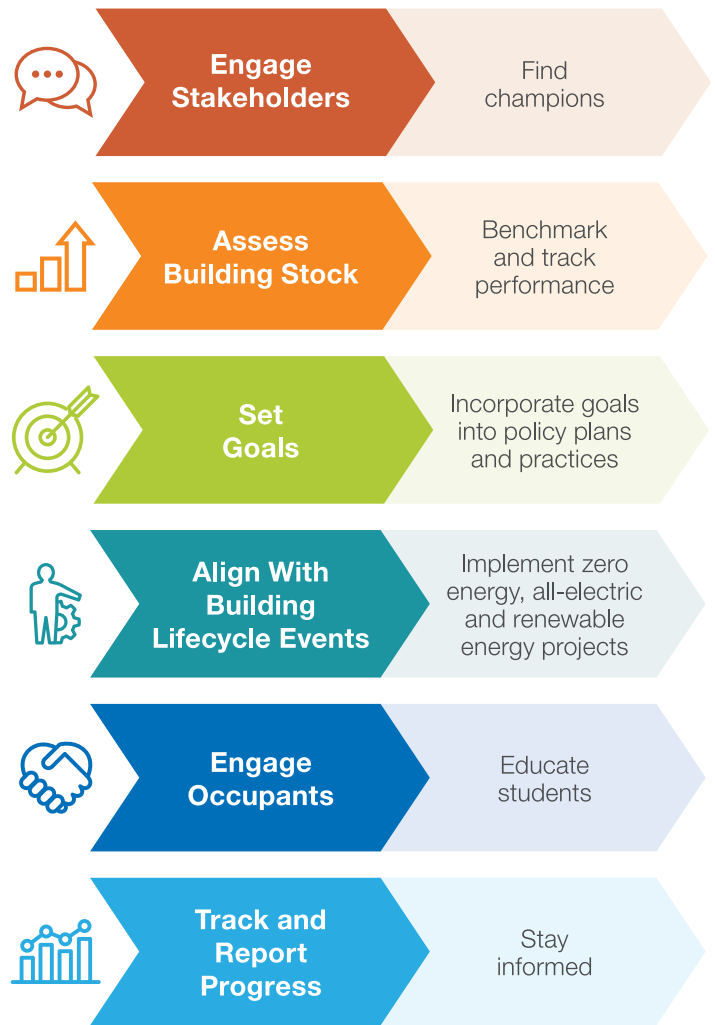 Engage
Stakeholders
Find
champions
Assess
Building Stock
Benchmark
and track
performance
Set
Goals
Incorporate goals
into policy plans
and practices
Align With
Building
Lifecycle Events
Implement zero
energy, all-electric
and renewable
energy projects
Engage
Occupants
Educate
students
Track and
Report
Progress
Stay
informed